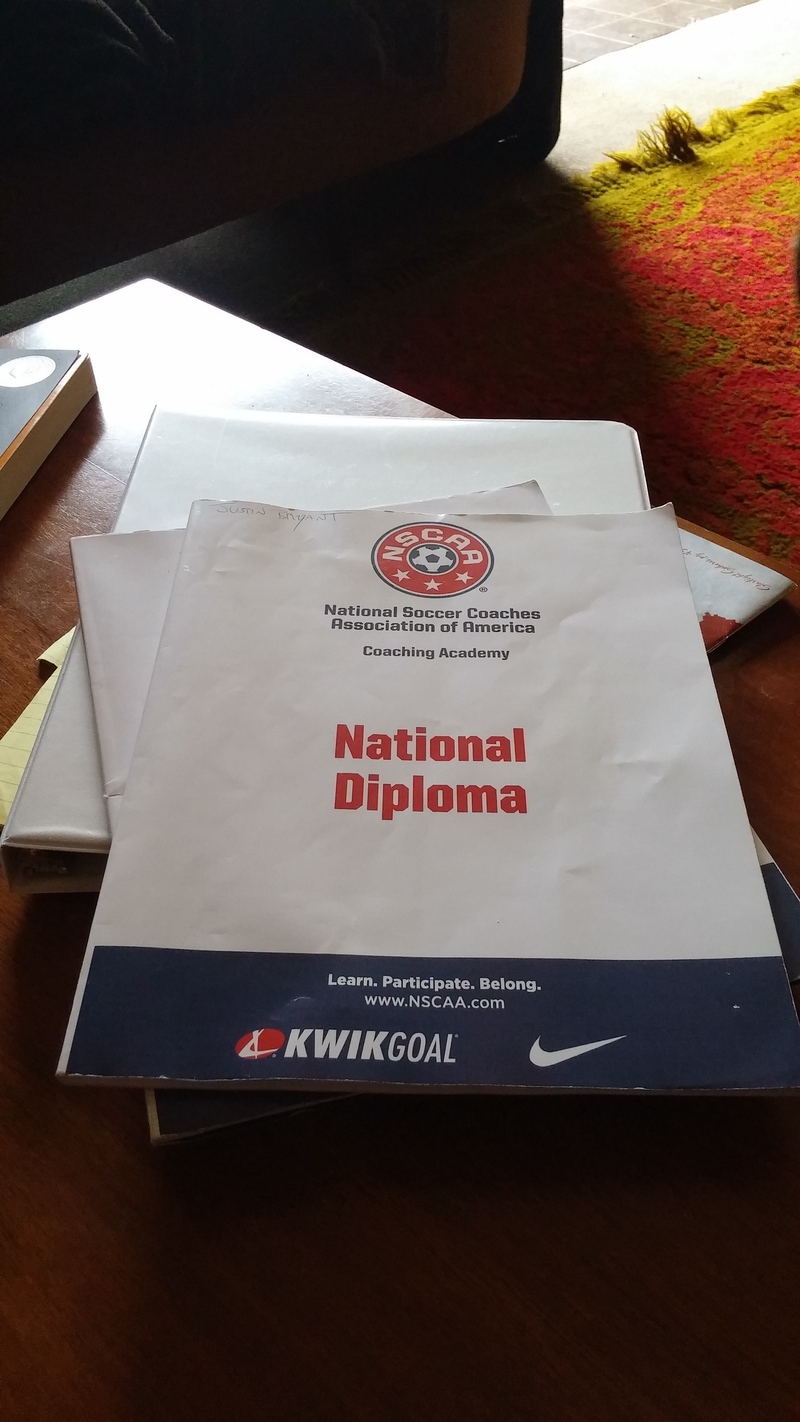 NSCAA
®
National Soccer Coaches
Association of America
Coaching Academy
National
Diploma
Learn. Participate. Belong.
www.NSCAA.com
KWIKGOAL